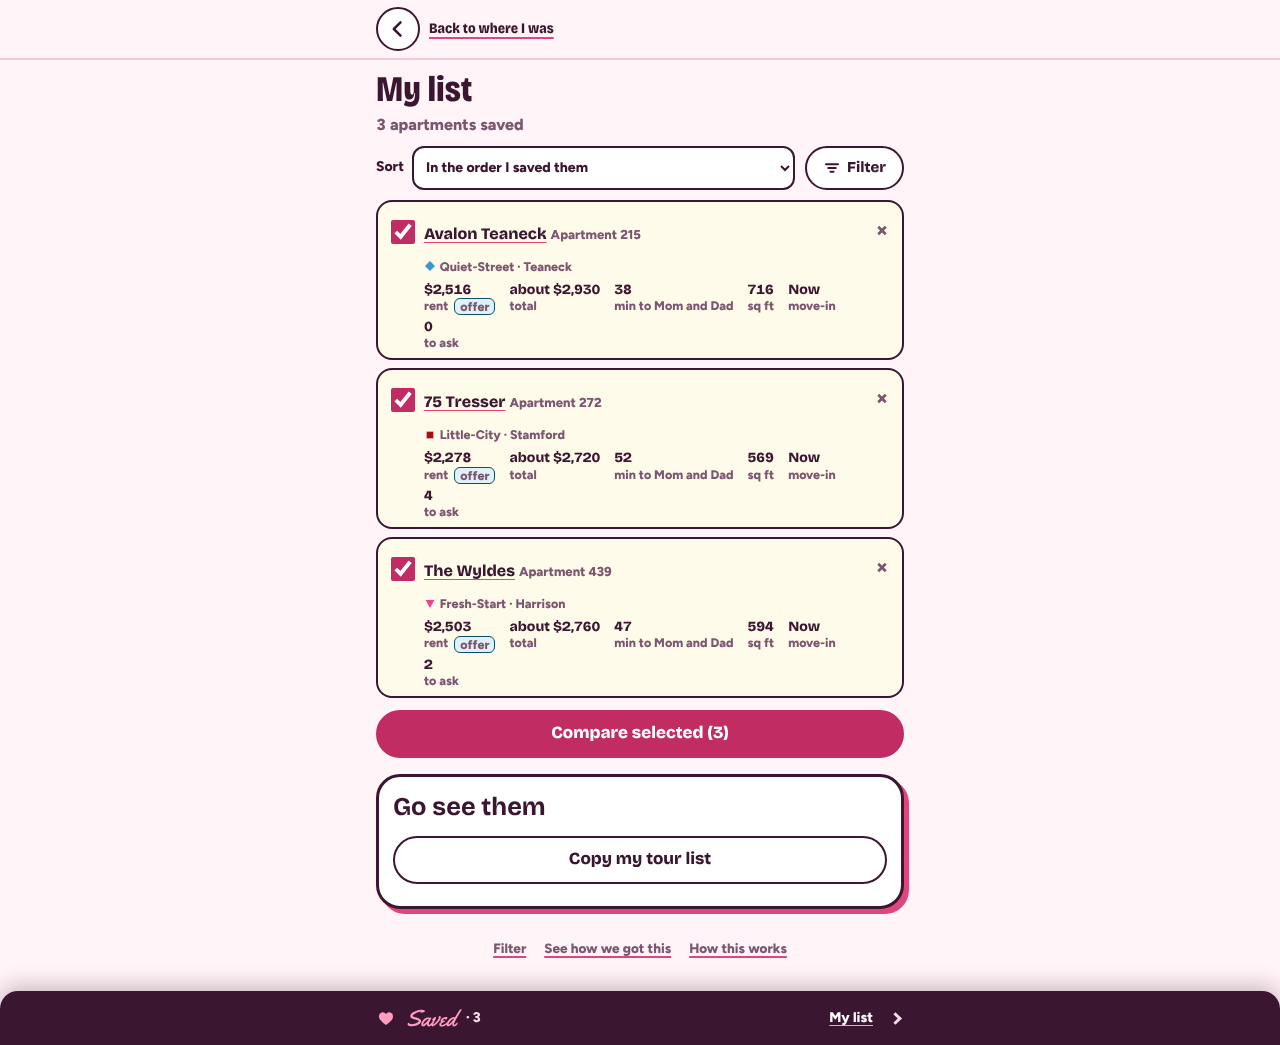 Back to where I was
My list
3 apartments saved
Sort In the order I saved them Filter
Avalon Teaneck Apartment 215
Quiet-Street · Teaneck
$2,516 about $2,930 38 716 Now
rent offer total min to Mom and Dad sq ft move-in
0
to ask
75 Tresser Apartment 272
Little-City · Stamford
$2,278 about $2,720 52 569 Now
rent offer total min to Mom and Dad sq ft move-in
4
to ask
The Wyldes Apartment 439
Fresh-Start · Harrison
$2,503 about $2,760 47 594 Now
rent offer total min to Mom and Dad sq ft move-in
2
to ask
Compare selected (3)
Go see them
Copy my tour list
Filter See how we got this How this works
Saved · 3 My list